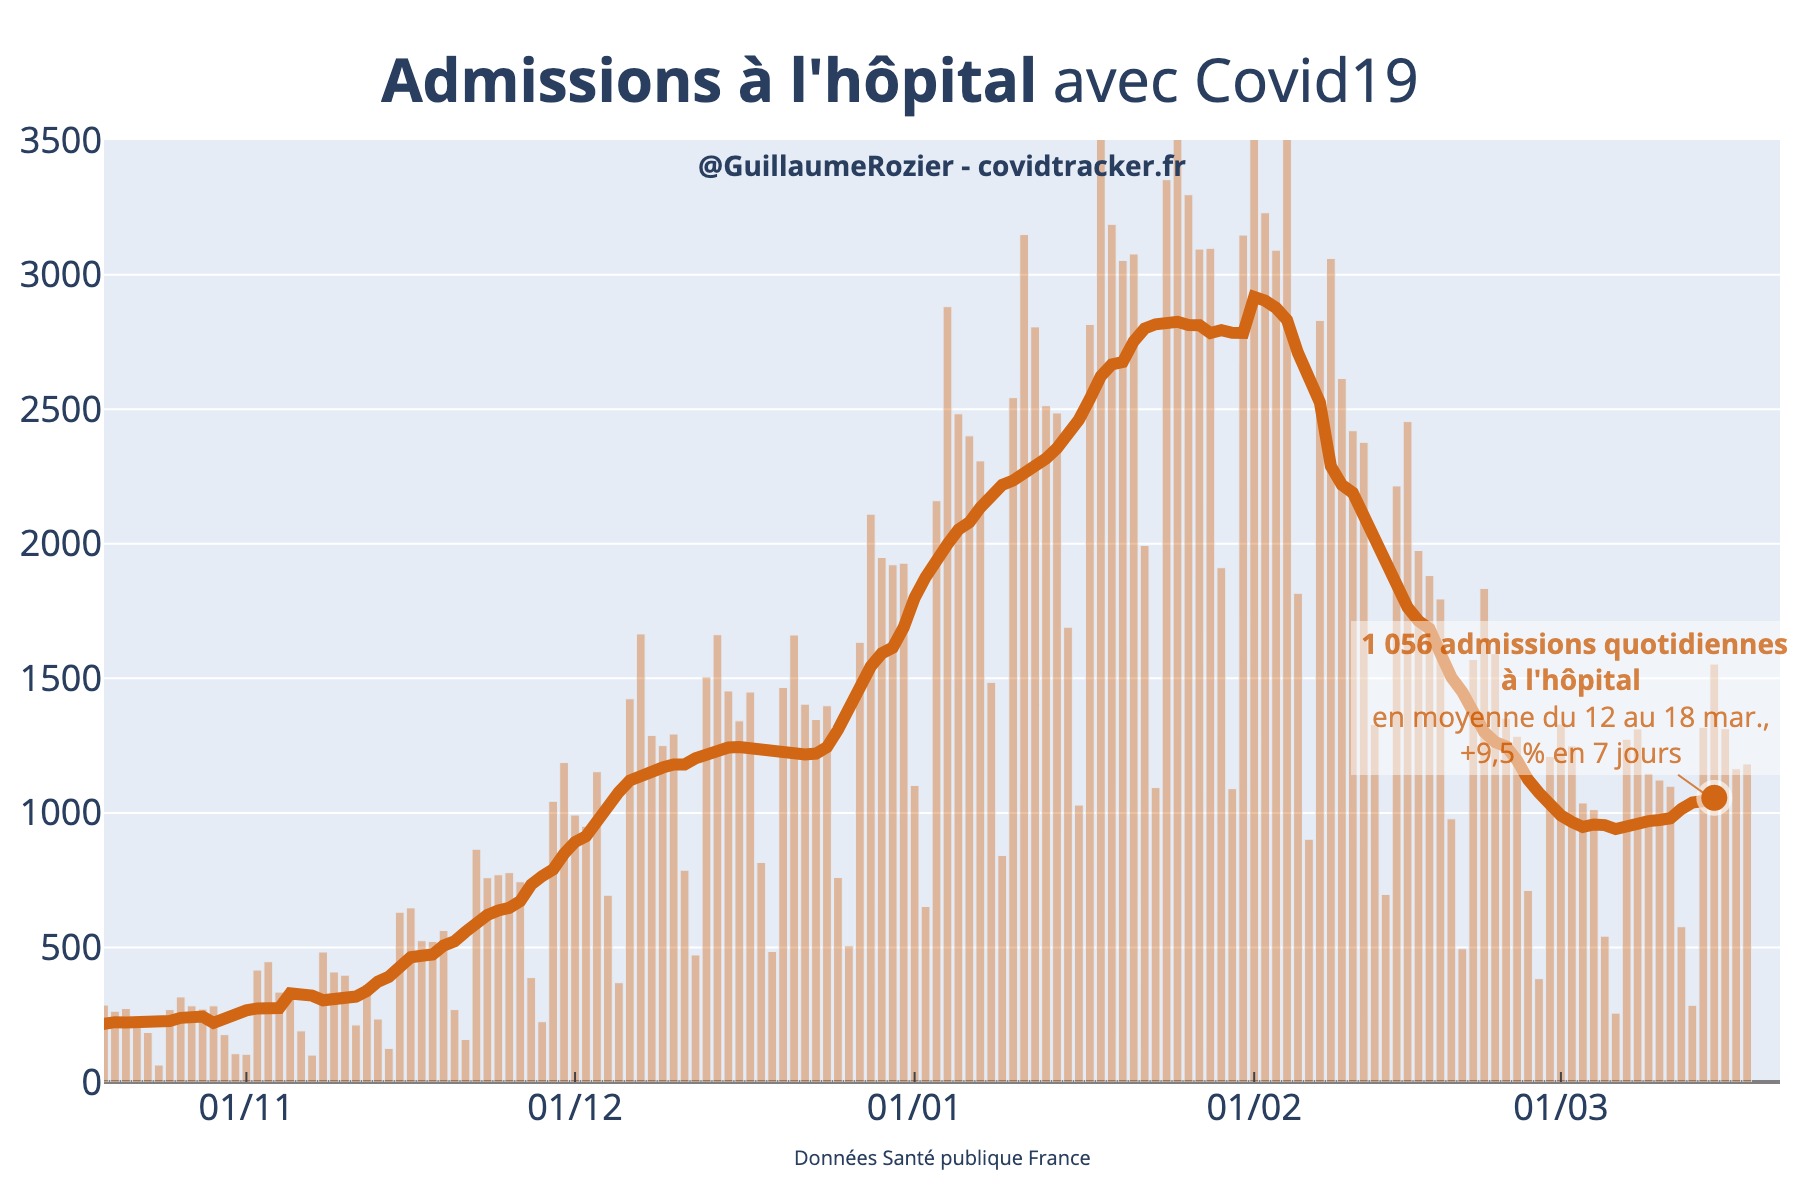 Admissions à l'hôpital avec Covid19
@GuillaumeRozier - covidtracker.fr
3500
3000
2500
2000
1500
1000
500
0
1 056 admissions quotidiennes
à l'hôpital
en moyenne du 12 au 18 mar.,
+9,5 % en 7 jours
01/11
01/12
01/01
01/02
01/03
Données Santé publique France